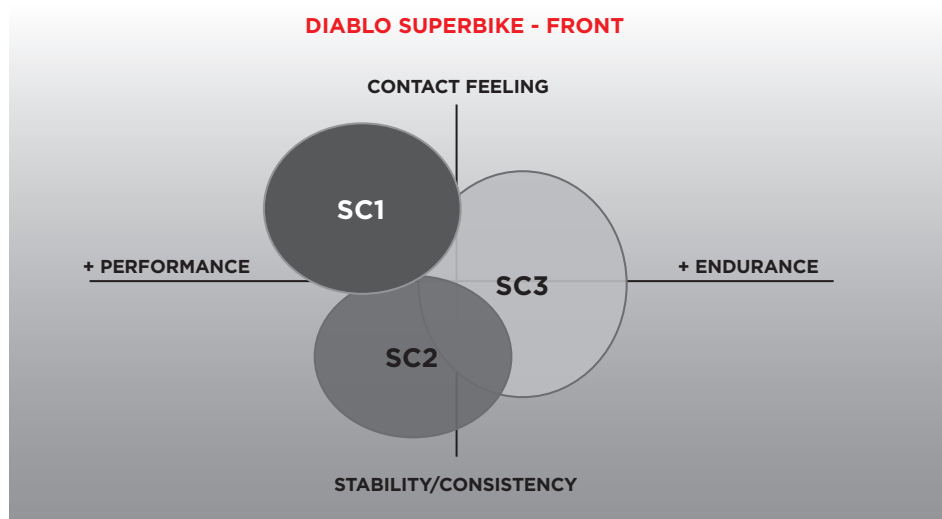 DIABLO SUPERBIKE - FRONT
CONTACT FEELING
SC1
+ PERFORMANCE
+ ENDURANCE
SC3
SC2
STABILITY/CONSISTENCY